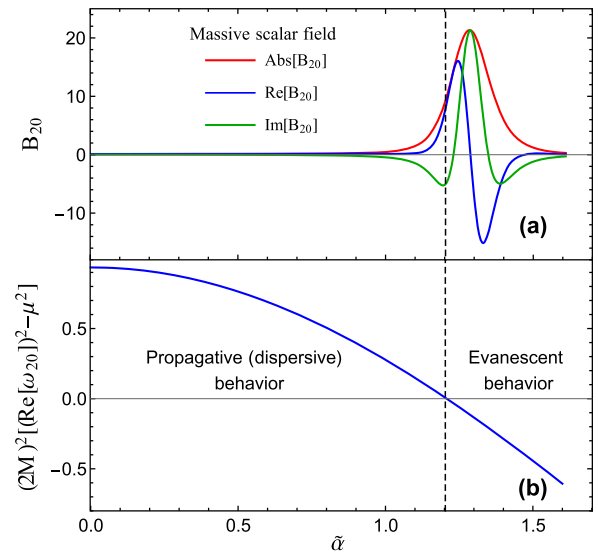 Massive scalar field
Abs[B₂₀]
Re[B₂₀]
Im[B₂₀]
B₂₀
20
10
0
−10
(a)
(2M)²[(Re[ω₂₀])²−μ²]
0.5
0.0
−0.5
Propagative (dispersive)
behavior
Evanescent
behavior
(b)
0.0 0.5 1.0 1.5
α̃